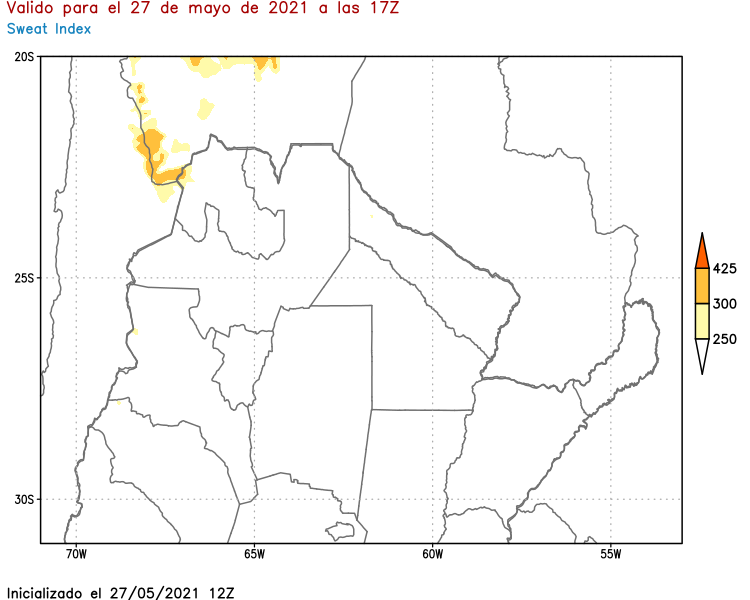 Valido para el 27 de mayo de 2021 a las 17Z
Sweat Index
20S
25S
30S
70W
65W
60W
55W
425
300
250
Inicializado el 27/05/2021 12Z